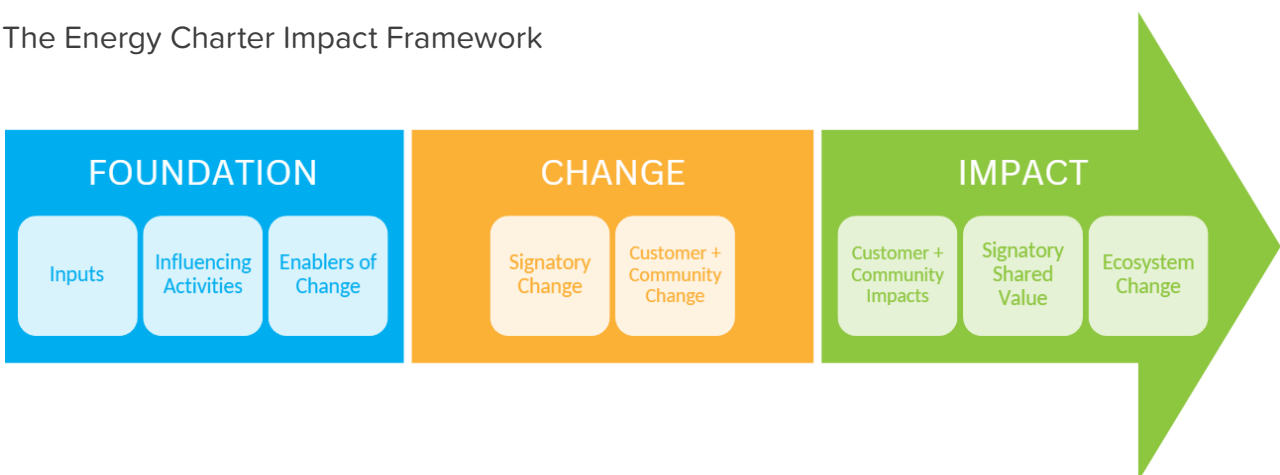 The Energy Charter Impact Framework
FOUNDATION
Inputs
Influencing
Activities
Enablers of
Change
CHANGE
Signatory
Change
Customer +
Community
Change
IMPACT
Customer +
Community
Impacts
Signatory
Shared
Value
Ecosystem
Change